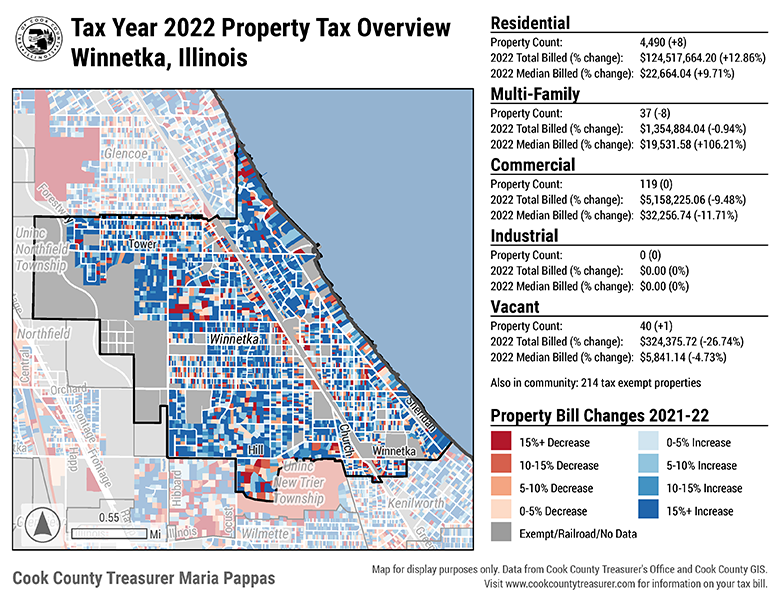 Tax Year 2022 Property Tax Overview
Winnetka, Illinois
Residential
Property Count: 4,490 (+8)
2022 Total Billed (% change): $124,517,664.20 (+12.86%)
2022 Median Billed (% change): $22,664.04 (+9.71%)
Multi-Family
Property Count: 37 (-8)
2022 Total Billed (% change): $1,354,884.04 (-0.94%)
2022 Median Billed (% change): $19,531.58 (+106.21%)
Commercial
Property Count: 119 (0)
2022 Total Billed (% change): $5,158,225.06 (-9.48%)
2022 Median Billed (% change): $32,256.74 (-11.71%)
Industrial
Property Count: 0 (0)
2022 Total Billed (% change): $0.00 (0%)
2022 Median Billed (% change): $0.00 (0%)
Vacant
Property Count: 40 (+1)
2022 Total Billed (% change): $324,375.72 (-26.74%)
2022 Median Billed (% change): $5,841.14 (-4.73%)
Also in community: 214 tax exempt properties
Property Bill Changes 2021-22
15%+ Decrease
10-15% Decrease
5-10% Decrease
0-5% Decrease
Exempt/Railroad/No Data
0-5% Increase
5-10% Increase
10-15% Increase
15%+ Increase
Glencoe
Forestway
Uninc
Northfield
Township
Tower
Northfield
Winnetka
Central
Orchard
Frontage
Frontage
Happ
Sheridan
Church
Hill
Winnetka
Uninc
New Trier
Township
Hibbard
Locust
Kenilworth
Illinois
Wilmette
0.55
Mi
Cook County Treasurer Maria Pappas
Map for display purposes only. Data from Cook County Treasurer's Office and Cook County GIS.
Visit www.cookcountytreasurer.com for information on your tax bill.